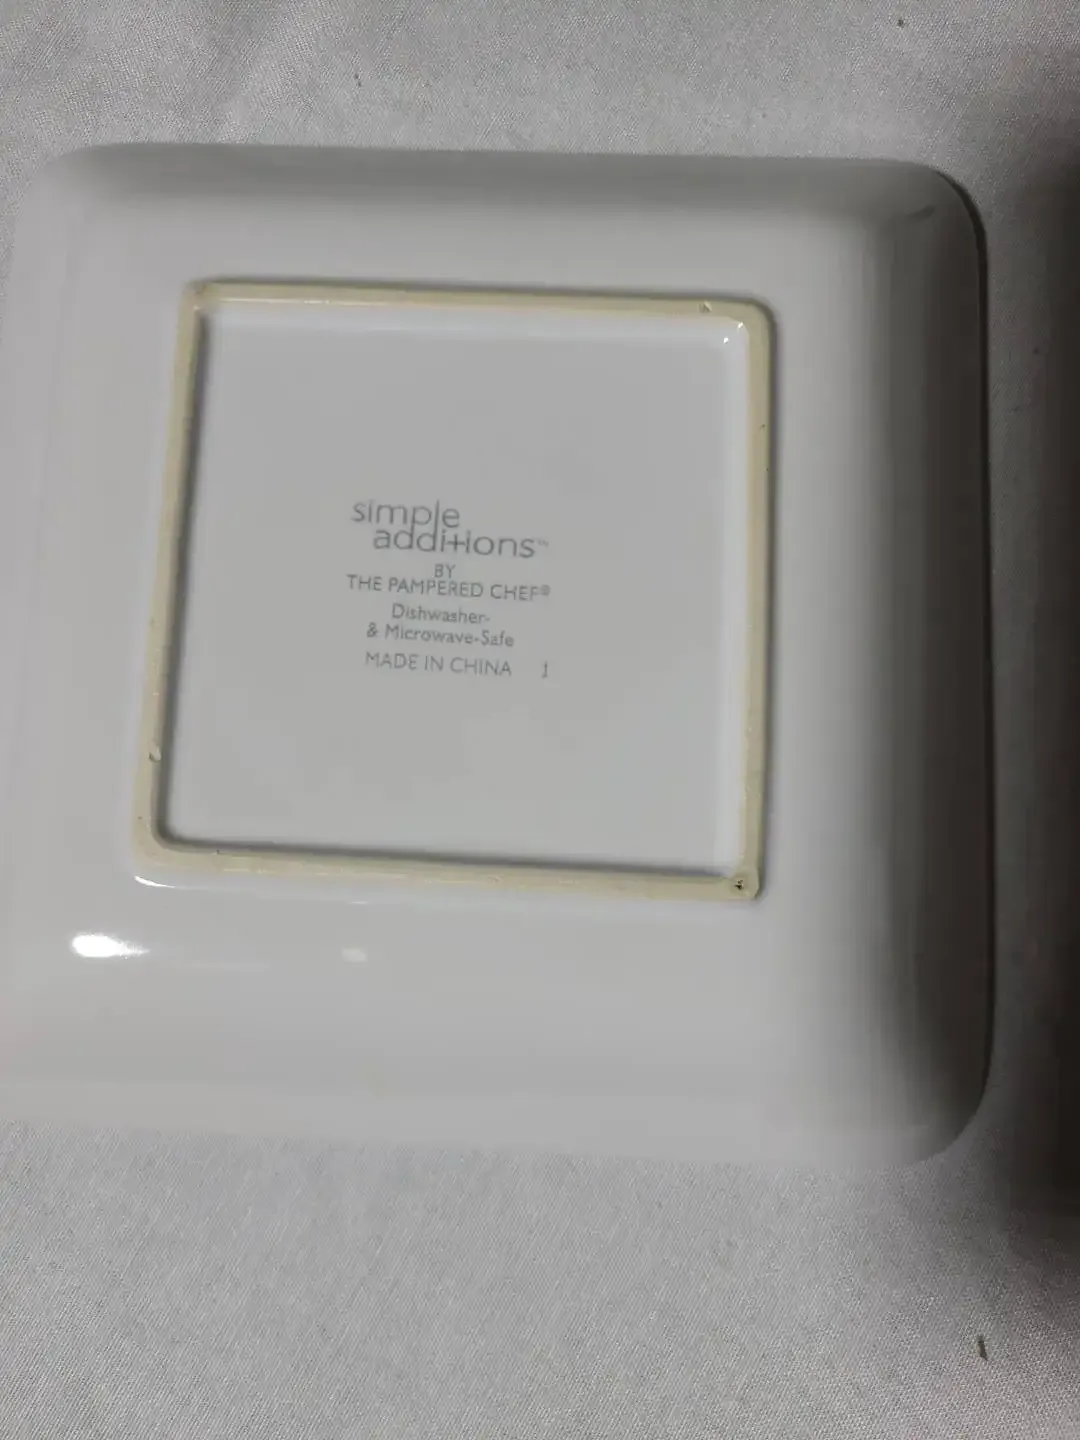 simple
additions™
BY
THE PAMPERED CHEF®
Dishwasher-
& Microwave-Safe
MADE IN CHINA 1